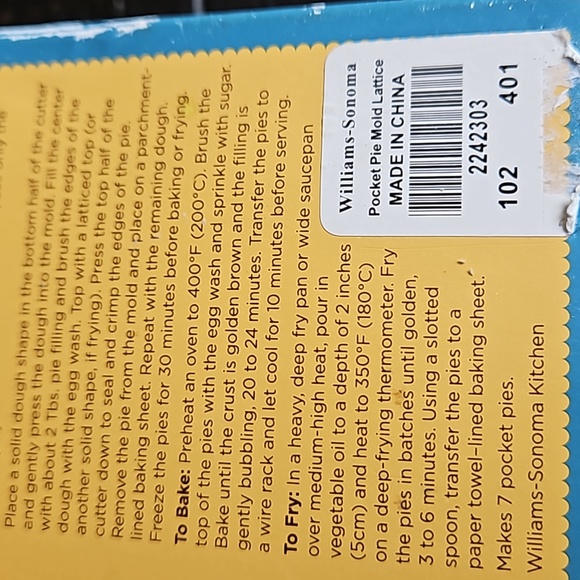 Place a solid dough shape in the bottom half of the cutter
and gently press the dough into the mold. Fill the center
with about 2 Tbs. pie filling and brush the edges of the
dough with the egg wash. Top with a latticed top (or
another solid shape, if frying). Press the top half of the
cutter down to seal and crimp the edges of the pie.
Remove the pie from the mold and place on a parchment-
lined baking sheet. Repeat with the remaining dough.
Freeze the pies for 30 minutes before baking or frying.
To Bake: Preheat an oven to 400°F (200°C). Brush the
top of the pies with the egg wash and sprinkle with sugar.
Bake until the crust is golden brown and the filling is
gently bubbling, 20 to 24 minutes. Transfer the pies to
a wire rack and let cool for 10 minutes before serving.
To Fry: In a heavy, deep fry pan or wide saucepan
over medium-high heat, pour in
vegetable oil to a depth of 2 inches
(5cm) and heat to 350°F (180°C)
on a deep-frying thermometer. Fry
the pies in batches until golden,
3 to 6 minutes. Using a slotted
spoon, transfer the pies to a
paper towel-lined baking sheet.
Makes 7 pocket pies.
Williams-Sonoma Kitchen
Williams-Sonoma
Pocket Pie Mold Lattice
MADE IN CHINA
2242303
102 401